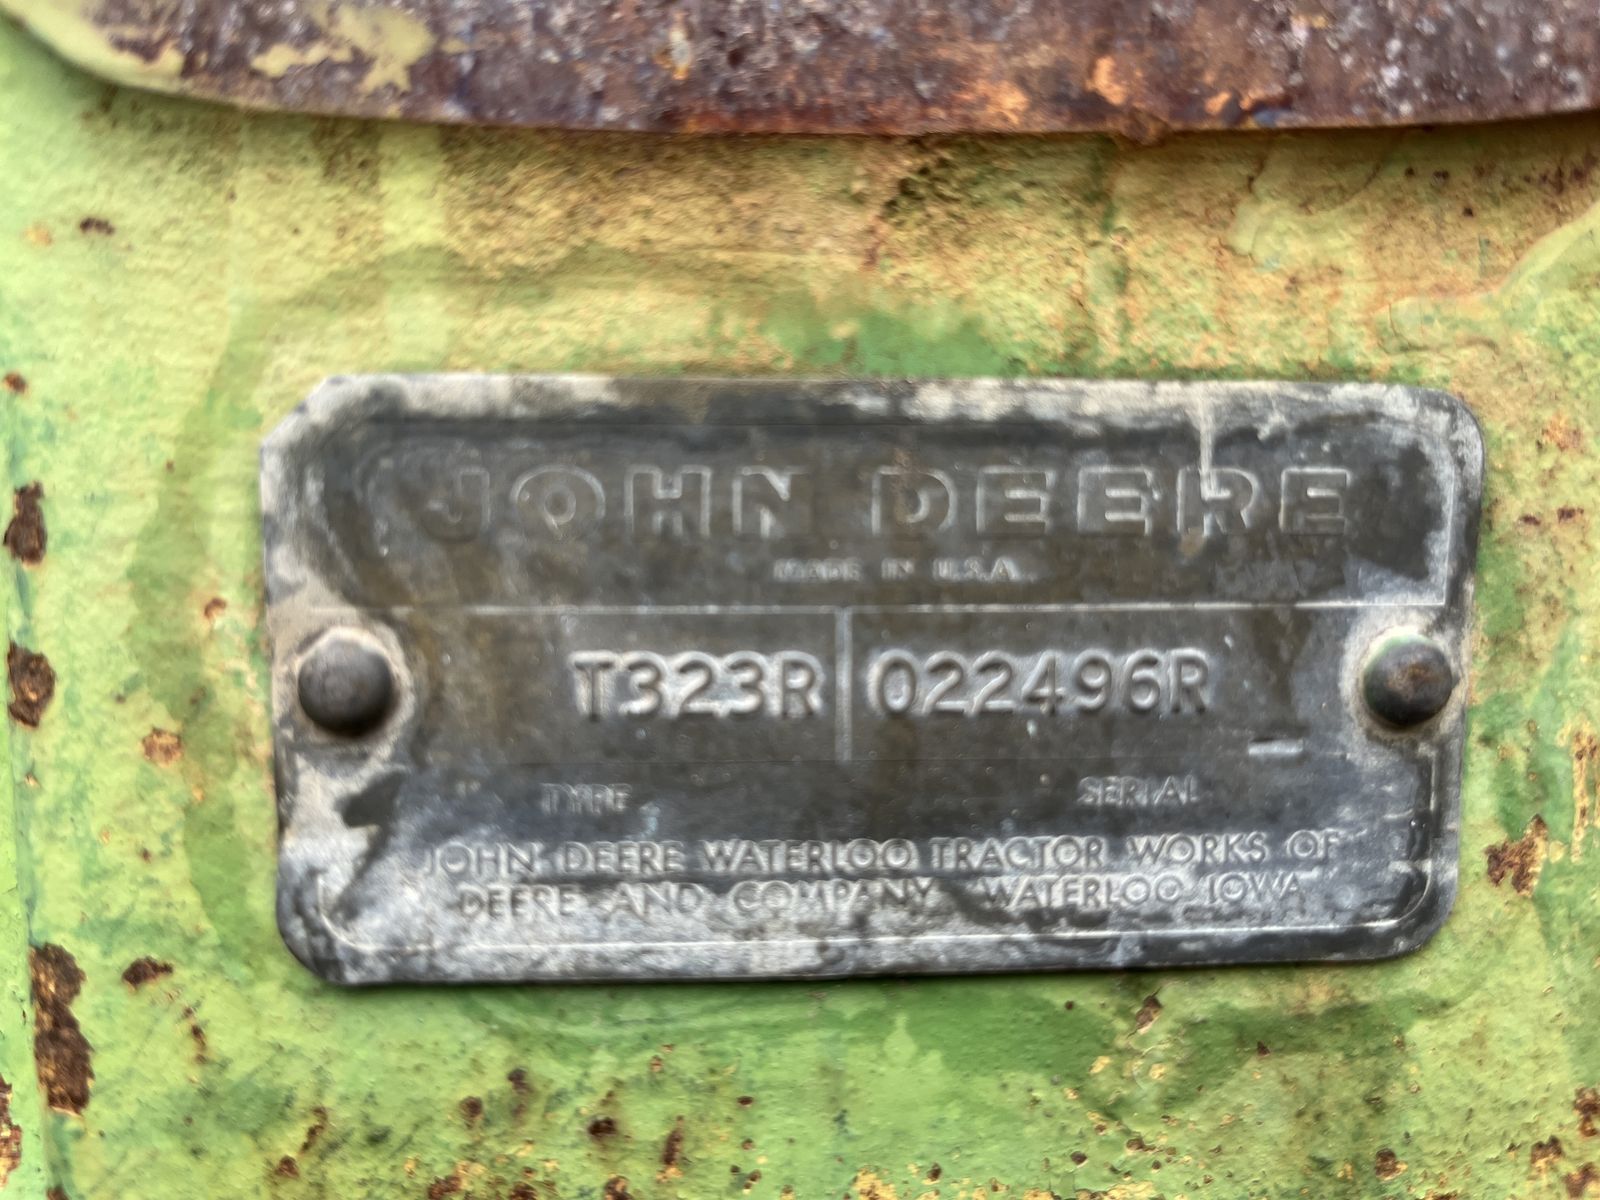 JOHN DEERE
MADE IN U.S.A.
T323R 022496R
TYPE SERIAL
JOHN DEERE WATERLOO TRACTOR WORKS OF
DEERE AND COMPANY WATERLOO IOWA